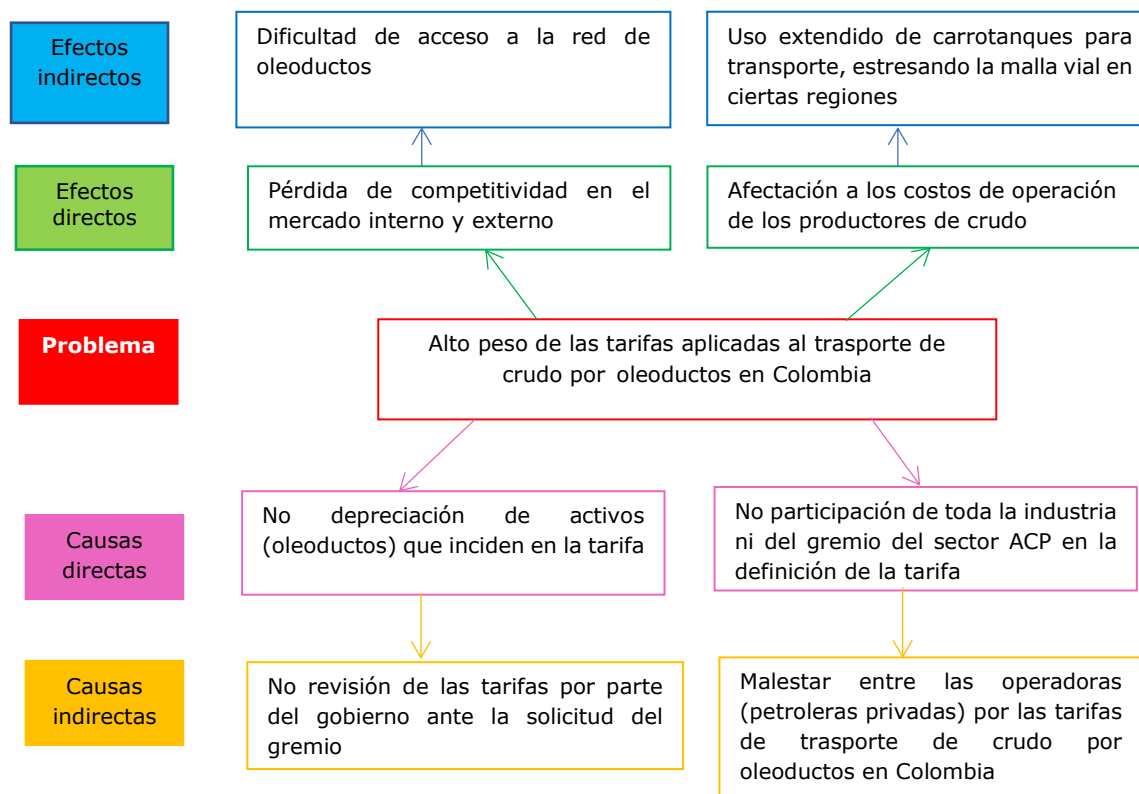 Efectos
indirectos
Dificultad de acceso a la red de
oleoductos
Uso extendido de carrotanques para
transporte, estresando la malla vial en
ciertas regiones
Efectos
directos
Pérdida de competitividad en el
mercado interno y externo
Afectación a los costos de operación
de los productores de crudo
Problema
Alto peso de las tarifas aplicadas al trasporte de
crudo por oleoductos en Colombia
Causas
directas
No depreciación de activos
(oleoductos) que inciden en la tarifa
No participación de toda la industria
ni del gremio del sector ACP en la
definición de la tarifa
Causas
indirectas
No revisión de las tarifas por parte
del gobierno ante la solicitud del
gremio
Malestar entre las operadoras
(petroleras privadas) por las tarifas
de trasporte de crudo por
oleoductos en Colombia